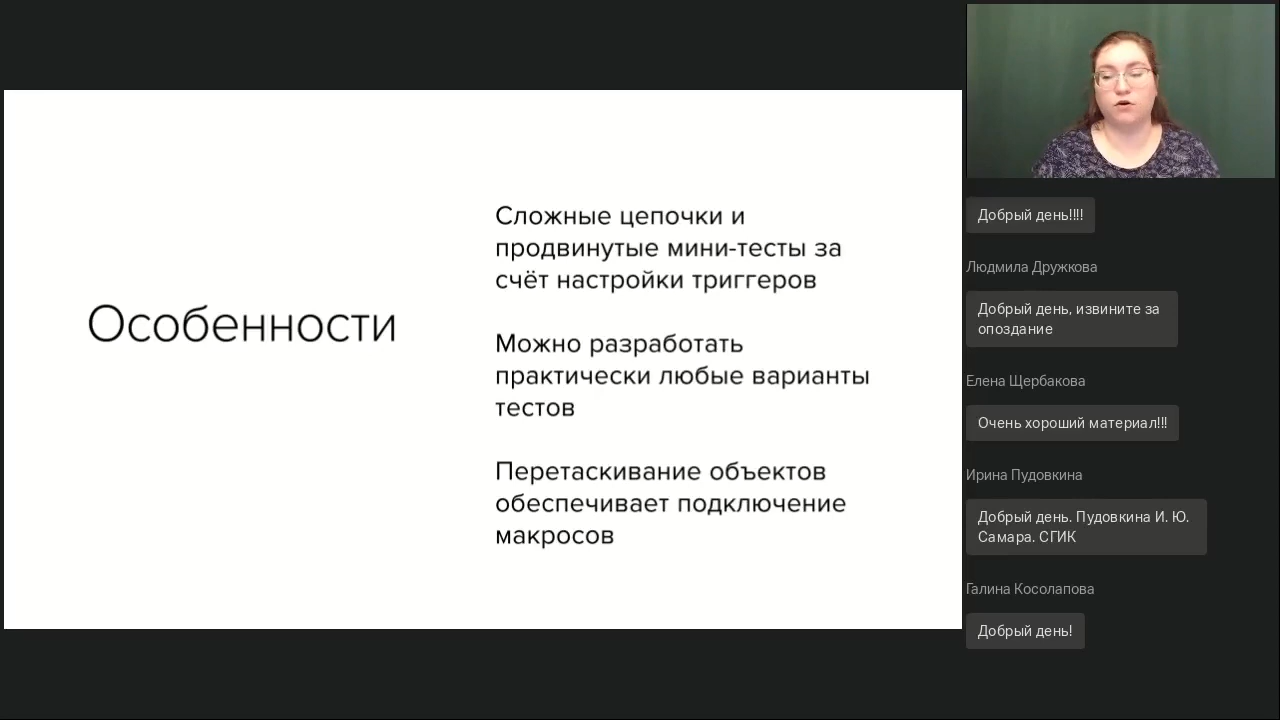 Особенности
Сложные цепочки и
продвинутые мини-тесты за
счёт настройки триггеров
Можно разработать
практически любые варианты
тестов
Перетаскивание объектов
обеспечивает подключение
макросов
Добрый день!!!!
Людмила Дружкова
Добрый день, извините за
опоздание
Елена Щербакова
Очень хороший материал!!!
Ирина Пудовкина
Добрый день. Пудовкина И. Ю.
Самара. СГИК
Галина Косолапова
Добрый день!